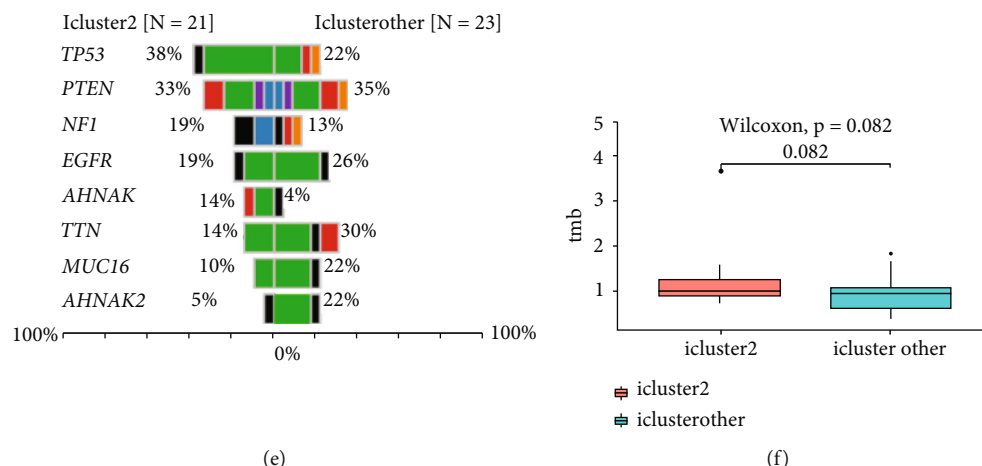 Icluster2 [N = 21] Iclusterother [N = 23]
TP53 38% 22%
PTEN 33% 35%
NF1 19% 13%
EGFR 19% 26%
AHNAK 14% 4%
TTN 14% 30%
MUC16 10% 22%
AHNAK2 5% 22%
100% 100%
0%
(e)
Wilcoxon, p = 0.082
0.082
tmb
5
4
3
2
1
icluster2 icluster other
icluster2
iclusterother
(f)